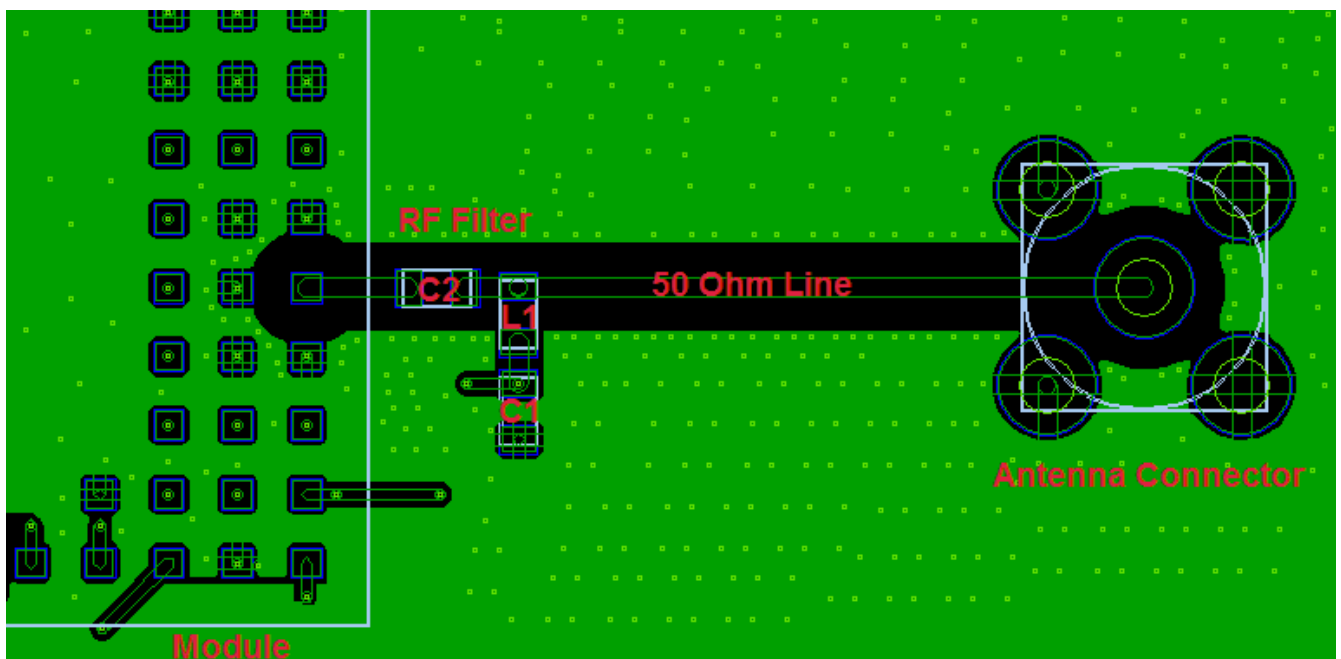 RF Filter
C2
50 Ohm Line
L1
C1
Antenna Connector
Module